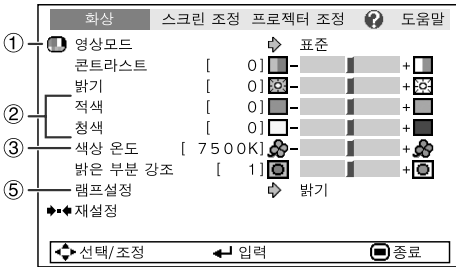 화상 스크린 조정 프로젝터 조정 ? 도움말
① 영상모드 표준
콘트라스트 [ 0] - +
밝기 [ 0] - +
② 적색 [ 0] - +
청색 [ 0] - +
③ 색상 온도 [ 7500K] - +
밝은 부분 강조 [ 1] - +
⑤ 램프설정 밝기
재설정
선택/조정 입력 종료